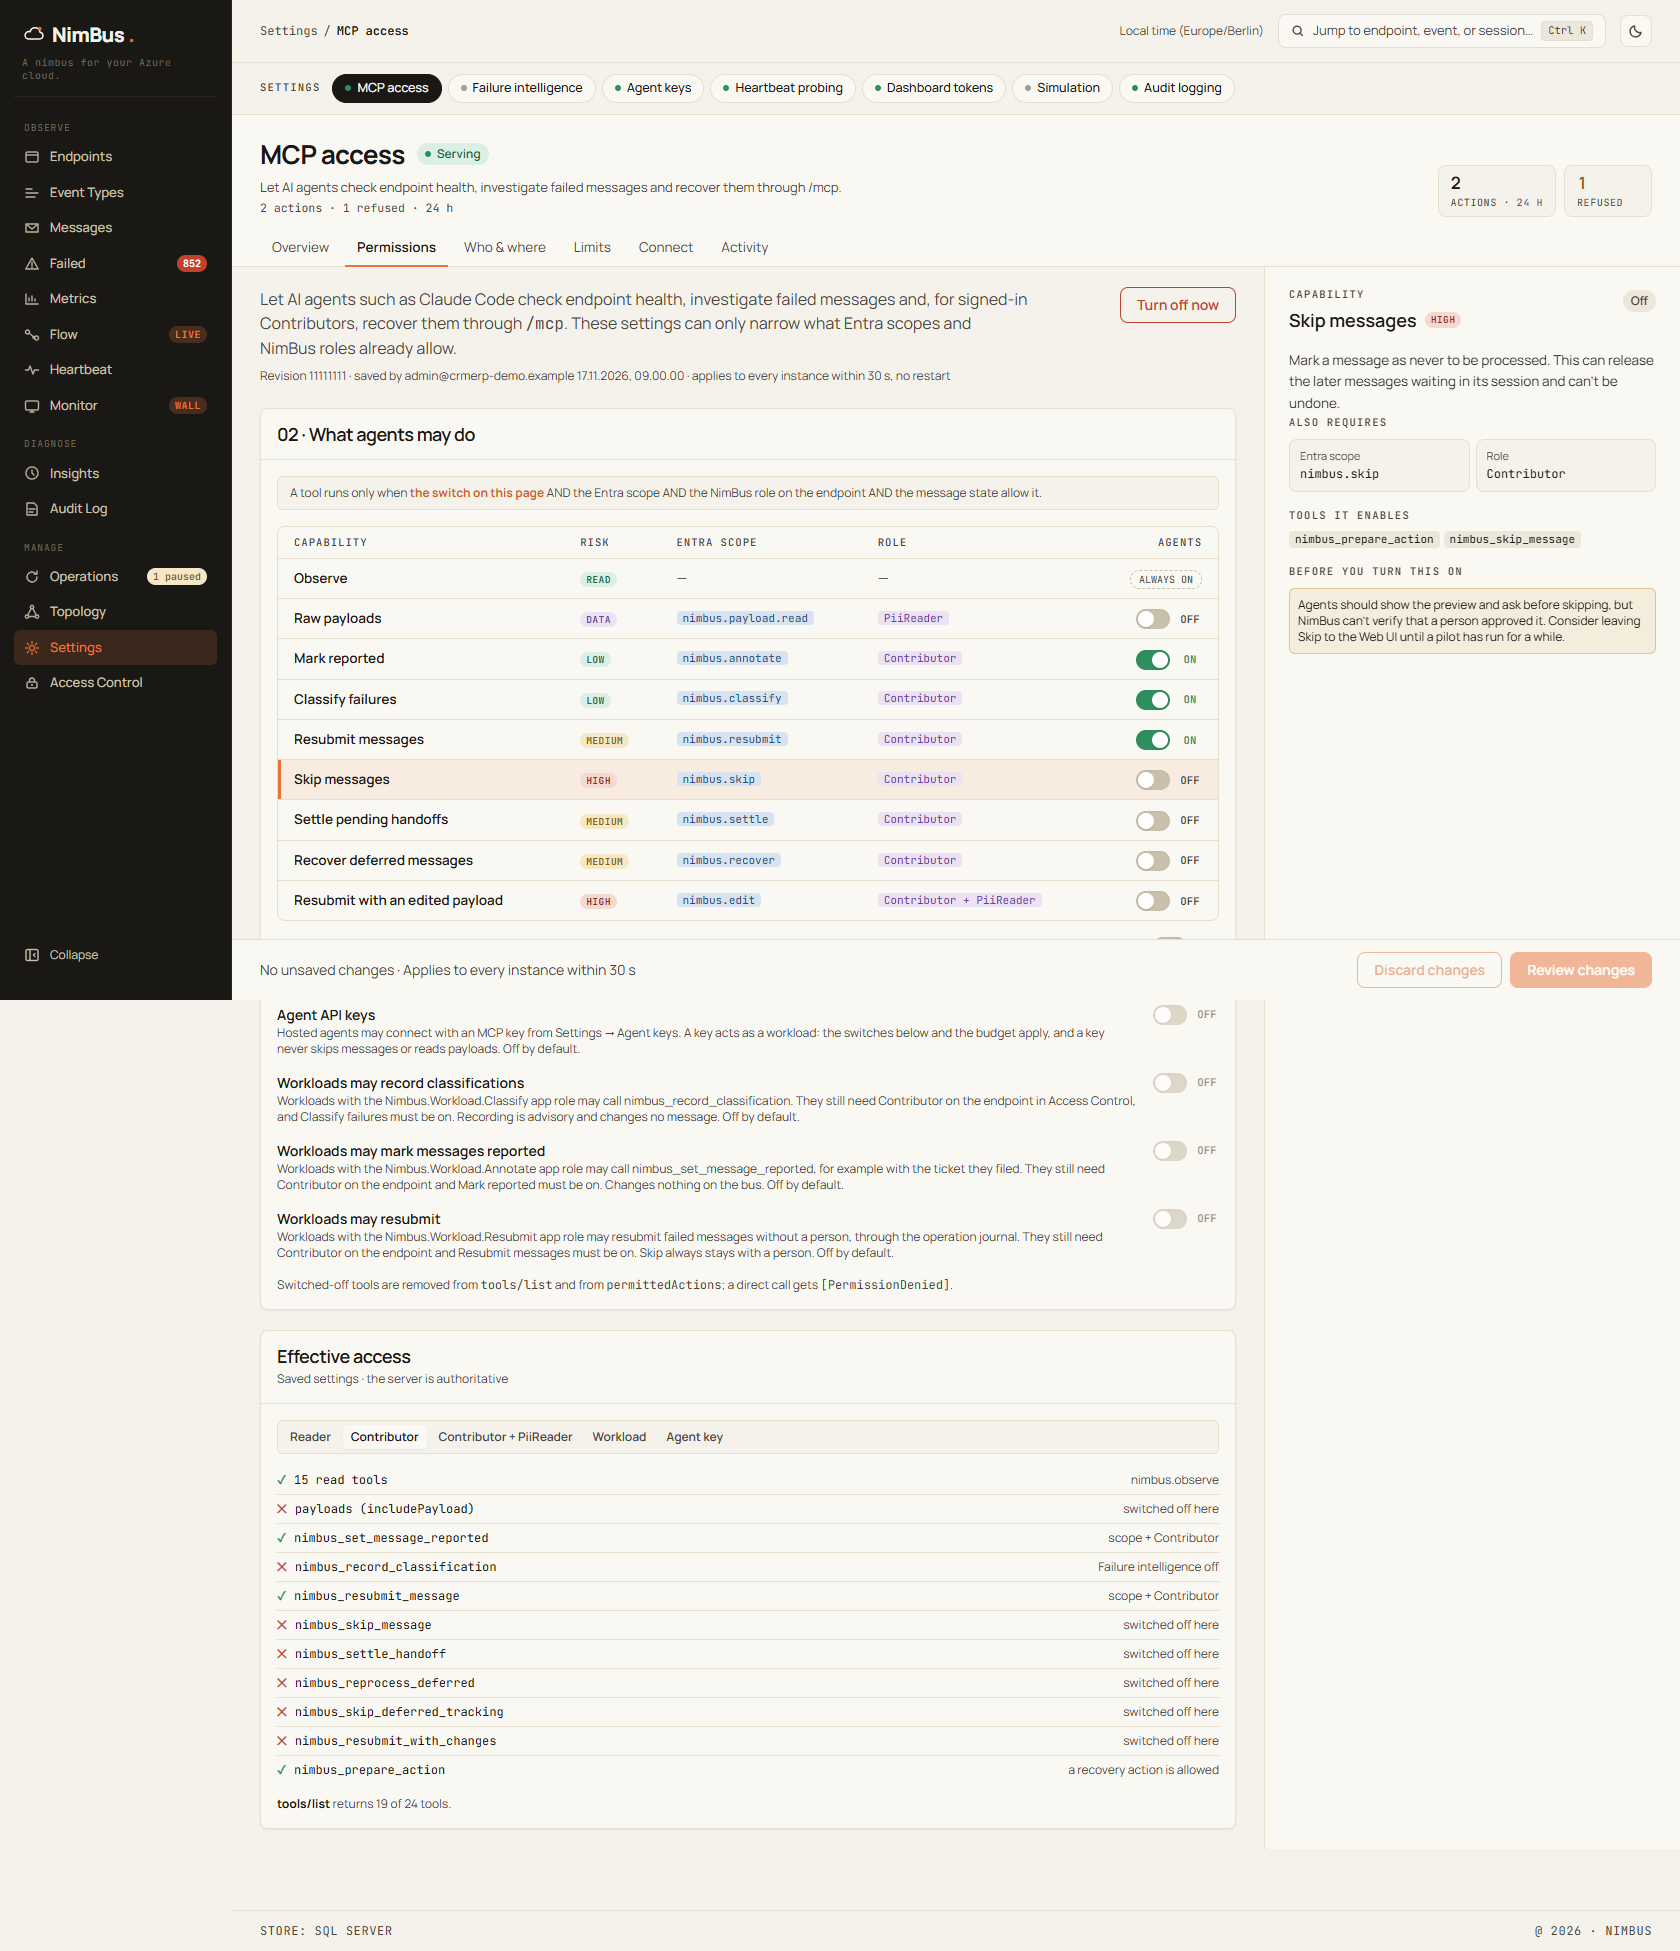 NimBus.
A nimbus for your Azure
cloud.
OBSERVE
Endpoints
Event Types
Messages
Failed 852
Metrics
Flow LIVE
Heartbeat
Monitor WALL
DIAGNOSE
Insights
Audit Log
MANAGE
Operations 1 paused
Topology
Settings
Access Control
Collapse
Settings / MCP access
Local time (Europe/Berlin)
Jump to endpoint, event, or session... Ctrl K
SETTINGS MCP access Failure intelligence Agent keys Heartbeat probing Dashboard tokens Simulation Audit logging
MCP access Serving
Let AI agents check endpoint health, investigate failed messages and recover them through /mcp.
2 actions · 1 refused · 24 h
2
ACTIONS · 24 H
1
REFUSED
Overview Permissions Who & where Limits Connect Activity
Let AI agents such as Claude Code check endpoint health, investigate failed messages and, for signed-in
Contributors, recover them through /mcp. These settings can only narrow what Entra scopes and
NimBus roles already allow.
Turn off now
Revision 11111111 · saved by admin@crmerp-demo.example 17.11.2026, 09.00.00 · applies to every instance within 30 s, no restart
02 · What agents may do
A tool runs only when the switch on this page AND the Entra scope AND the NimBus role on the endpoint AND the message state allow it.
CAPABILITY RISK ENTRA SCOPE ROLE AGENTS
Observe READ — — ALWAYS ON
Raw payloads DATA nimbus.payload.read PiiReader OFF
Mark reported LOW nimbus.annotate Contributor ON
Classify failures LOW nimbus.classify Contributor ON
Resubmit messages MEDIUM nimbus.resubmit Contributor ON
Skip messages HIGH nimbus.skip Contributor OFF
Settle pending handoffs MEDIUM nimbus.settle Contributor OFF
Recover deferred messages MEDIUM nimbus.recover Contributor OFF
Resubmit with an edited payload HIGH nimbus.edit Contributor + PiiReader OFF
CAPABILITY
Skip messages HIGH
Off
Mark a message as never to be processed. This can release
the later messages waiting in its session and can't be
undone.
ALSO REQUIRES
Entra scope
nimbus.skip
Role
Contributor
TOOLS IT ENABLES
nimbus_prepare_action nimbus_skip_message
BEFORE YOU TURN THIS ON
Agents should show the preview and ask before skipping, but
NimBus can't verify that a person approved it. Consider leaving
Skip to the Web UI until a pilot has run for a while.
No unsaved changes · Applies to every instance within 30 s
Discard changes
Review changes
Agent API keys OFF
Hosted agents may connect with an MCP key from Settings → Agent keys. A key acts as a workload: the switches below and the budget apply, and a key
never skips messages or reads payloads. Off by default.
Workloads may record classifications OFF
Workloads with the Nimbus.Workload.Classify app role may call nimbus_record_classification. They still need Contributor on the endpoint in Access Control,
and Classify failures must be on. Recording is advisory and changes no message. Off by default.
Workloads may mark messages reported OFF
Workloads with the Nimbus.Workload.Annotate app role may call nimbus_set_message_reported, for example with the ticket they filed. They still need
Contributor on the endpoint and Mark reported must be on. Changes nothing on the bus. Off by default.
Workloads may resubmit OFF
Workloads with the Nimbus.Workload.Resubmit app role may resubmit failed messages without a person, through the operation journal. They still need
Contributor on the endpoint and Resubmit messages must be on. Skip always stays with a person. Off by default.
Switched-off tools are removed from tools/list and from permittedActions; a direct call gets [PermissionDenied].
Effective access
Saved settings · the server is authoritative
Reader Contributor Contributor + PiiReader Workload Agent key
✓ 15 read tools nimbus.observe
✕ payloads (includePayload) switched off here
✓ nimbus_set_message_reported scope + Contributor
✕ nimbus_record_classification Failure intelligence off
✓ nimbus_resubmit_message scope + Contributor
✕ nimbus_skip_message switched off here
✕ nimbus_settle_handoff switched off here
✕ nimbus_reprocess_deferred switched off here
✕ nimbus_skip_deferred_tracking switched off here
✕ nimbus_resubmit_with_changes switched off here
✓ nimbus_prepare_action a recovery action is allowed
tools/list returns 19 of 24 tools.
STORE: SQL SERVER
@ 2026 · NIMBUS